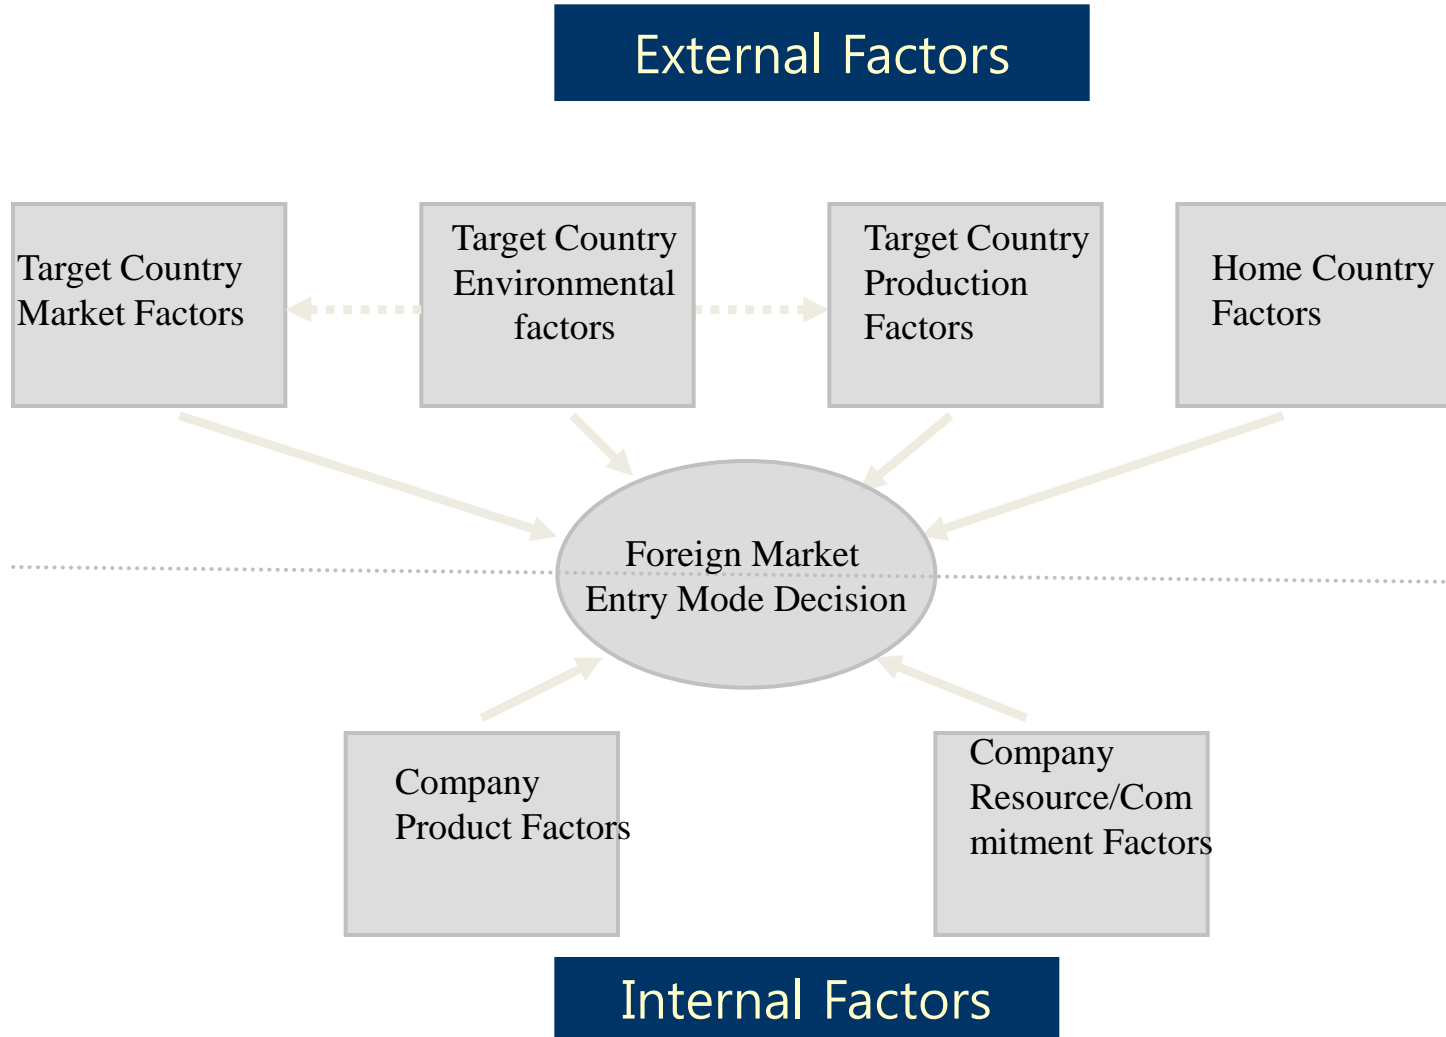 External Factors
Target Country
Market Factors
Target Country
Environmental
factors
Target Country
Production
Factors
Home Country
Factors
Foreign Market
Entry Mode Decision
Company
Product Factors
Company
Resource/Com
mitment Factors
Internal Factors